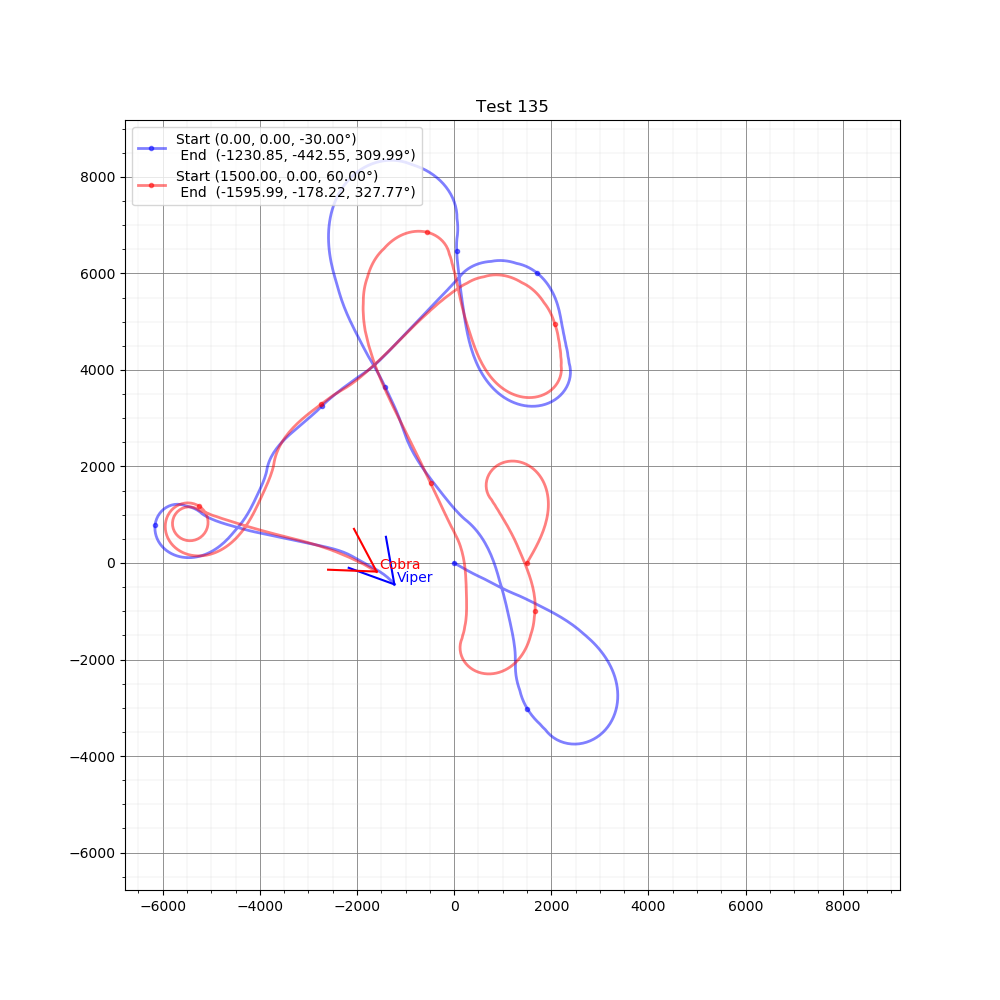 Test 135
Start (0.00, 0.00, -30.00°)
End  (-1230.85, -442.55, 309.99°)
Start (1500.00, 0.00, 60.00°)
End  (-1595.99, -178.22, 327.77°)
8000
6000
4000
2000
0
−2000
−4000
−6000
Cobra
Viper
−6000 −4000 −2000 0 2000 4000 6000 8000